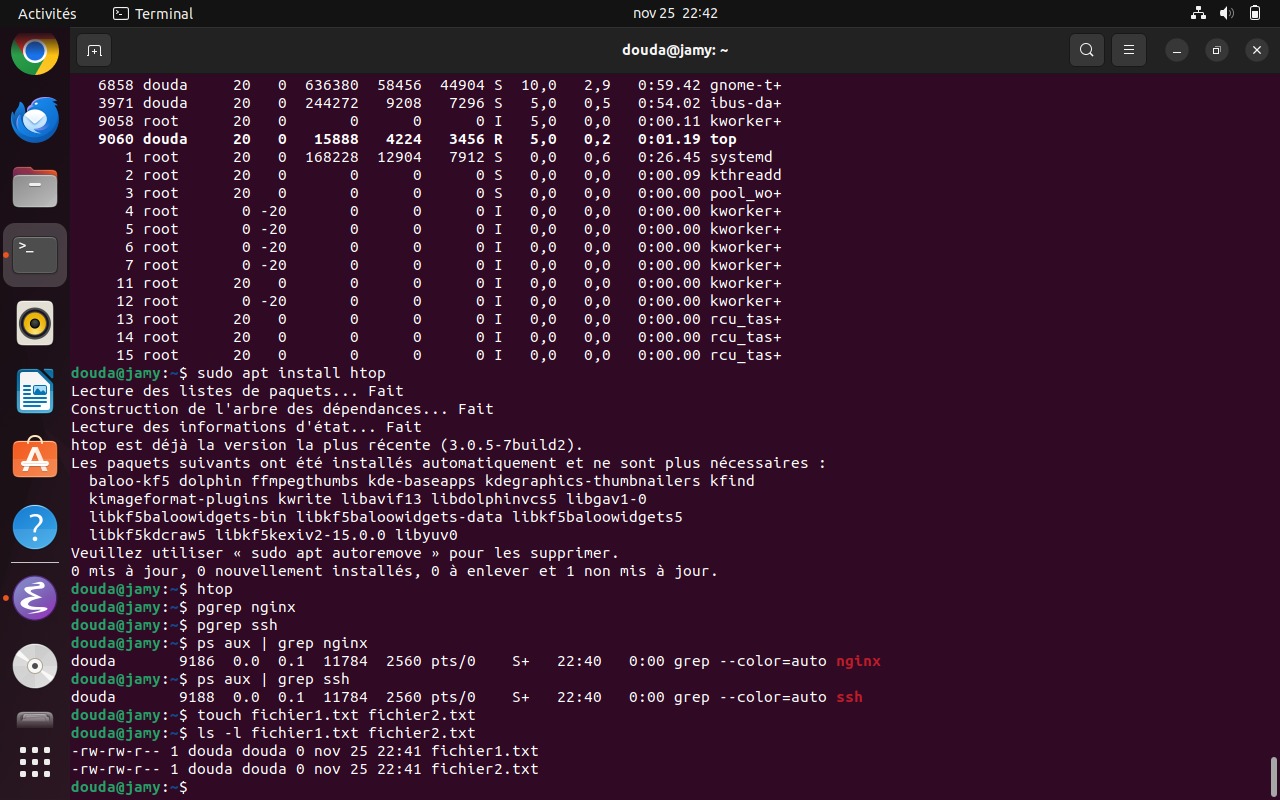 Activités Terminal nov 25 22:42
douda@jamy: ~
6858 douda 20 0 636380 58456 44904 S 10,0 2,9 0:59.42 gnome-t+
3971 douda 20 0 244272 9208 7296 S 5,0 0,5 0:54.02 ibus-da+
9058 root 20 0 0 0 0 I 5,0 0,0 0:00.11 kworker+
9060 douda 20 0 15888 4224 3456 R 5,0 0,2 0:01.19 top
1 root 20 0 168228 12904 7912 S 0,0 0,6 0:26.45 systemd
2 root 20 0 0 0 0 S 0,0 0,0 0:00.09 kthreadd
3 root 20 0 0 0 0 S 0,0 0,0 0:00.00 pool_wo+
4 root 0 -20 0 0 0 I 0,0 0,0 0:00.00 kworker+
5 root 0 -20 0 0 0 I 0,0 0,0 0:00.00 kworker+
6 root 0 -20 0 0 0 I 0,0 0,0 0:00.00 kworker+
7 root 0 -20 0 0 0 I 0,0 0,0 0:00.00 kworker+
11 root 20 0 0 0 0 I 0,0 0,0 0:00.00 kworker+
12 root 0 -20 0 0 0 I 0,0 0,0 0:00.00 kworker+
13 root 20 0 0 0 0 I 0,0 0,0 0:00.00 rcu_tas+
14 root 20 0 0 0 0 I 0,0 0,0 0:00.00 rcu_tas+
15 root 20 0 0 0 0 I 0,0 0,0 0:00.00 rcu_tas+
douda@jamy:~$ sudo apt install htop
Lecture des listes de paquets... Fait
Construction de l'arbre des dépendances... Fait
Lecture des informations d'état... Fait
htop est déjà la version la plus récente (3.0.5-7build2).
Les paquets suivants ont été installés automatiquement et ne sont plus nécessaires :
baloo-kf5 dolphin ffmpegthumbs kde-baseapps kdegraphics-thumbnailers kfind
kimageformat-plugins kwrite libavif13 libdolphinvcs5 libgav1-0
libkf5baloowidgets-bin libkf5baloowidgets-data libkf5baloowidgets5
libkf5kdcraw5 libkf5kexiv2-15.0.0 libyuv0
Veuillez utiliser « sudo apt autoremove » pour les supprimer.
0 mis à jour, 0 nouvellement installés, 0 à enlever et 1 non mis à jour.
douda@jamy:~$ htop
douda@jamy:~$ pgrep nginx
douda@jamy:~$ pgrep ssh
douda@jamy:~$ ps aux | grep nginx
douda 9186 0.0 0.1 11784 2560 pts/0 S+ 22:40 0:00 grep --color=auto nginx
douda@jamy:~$ ps aux | grep ssh
douda 9188 0.0 0.1 11784 2560 pts/0 S+ 22:40 0:00 grep --color=auto ssh
douda@jamy:~$ touch fichier1.txt fichier2.txt
douda@jamy:~$ ls -l fichier1.txt fichier2.txt
-rw-rw-r-- 1 douda douda 0 nov 25 22:41 fichier1.txt
-rw-rw-r-- 1 douda douda 0 nov 25 22:41 fichier2.txt
douda@jamy:~$